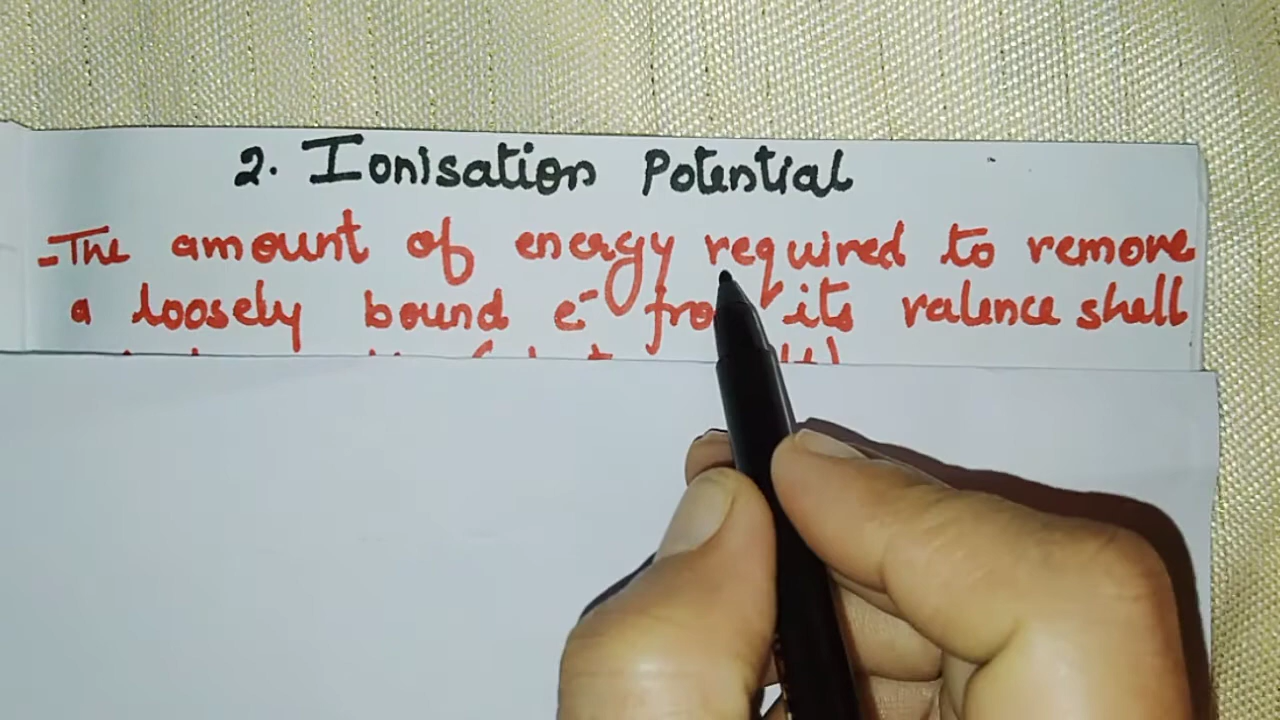 2. Ionisation Potential
- The amount of energy required to remove
a loosely bound e⁻ from its valence shell